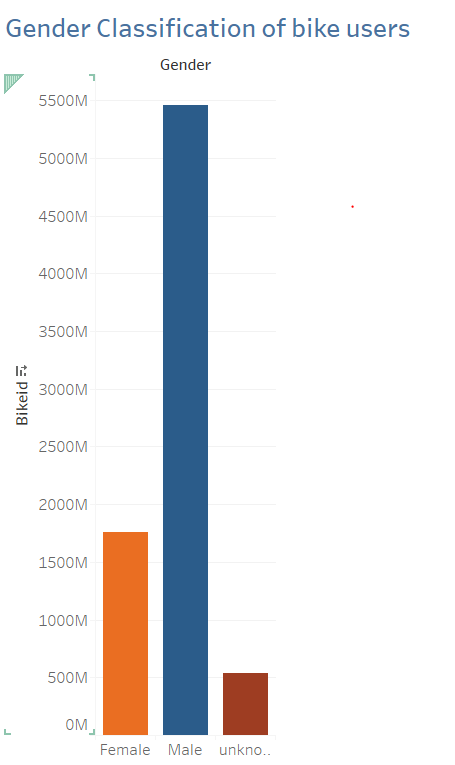 Gender Classification of bike users
Gender
5500M
5000M
4500M
4000M
3500M
3000M
2500M
2000M
1500M
1000M
500M
0M
Bikeid
Female Male unkno..